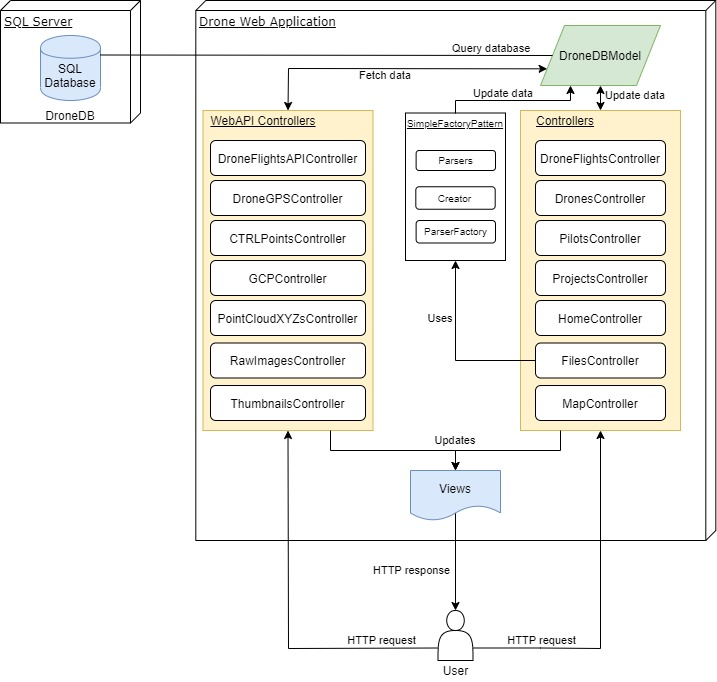 SQL Server
SQL
Database
DroneDB
Drone Web Application
Query database
DroneDBModel
Fetch data
Update data
Update data
WebAPI Controllers
DroneFlightsAPIController
DroneGPSController
CTRLPointsController
GCPController
PointCloudXYZsController
RawImagesController
ThumbnailsController
SimpleFactoryPattern
Parsers
Creator
ParserFactory
Uses
Controllers
DroneFlightsController
DronesController
PilotsController
ProjectsController
HomeController
FilesController
MapController
Updates
Views
HTTP response
HTTP request
HTTP request
User